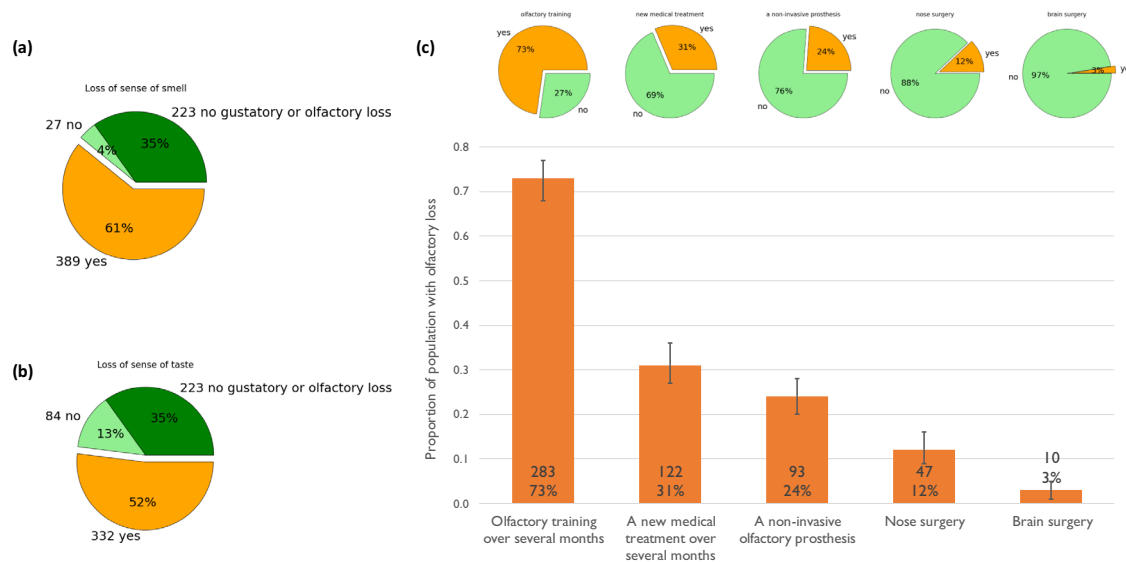 (a)
Loss of sense of smell
223 no gustatory or olfactory loss
27 no
4%
35%
61%
389 yes
(b)
Loss of sense of taste
223 no gustatory or olfactory loss
84 no
13%
35%
52%
332 yes
(c)
olfactory training
yes
73%
27%
no
new medical treatment
yes
31%
69%
no
a non-invasive prosthesis
yes
24%
76%
no
nose surgery
yes
12%
88%
no
brain surgery
no
97%
3%
Proportion of population with olfactory loss
0.8
0.7
0.6
0.5
0.4
0.3
0.2
0.1
0.0
283
73%
122
31%
93
24%
47
12%
10
3%
Olfactory training
over several months
A new medical
treatment over
several months
A non-invasive
olfactory prosthesis
Nose surgery
Brain surgery